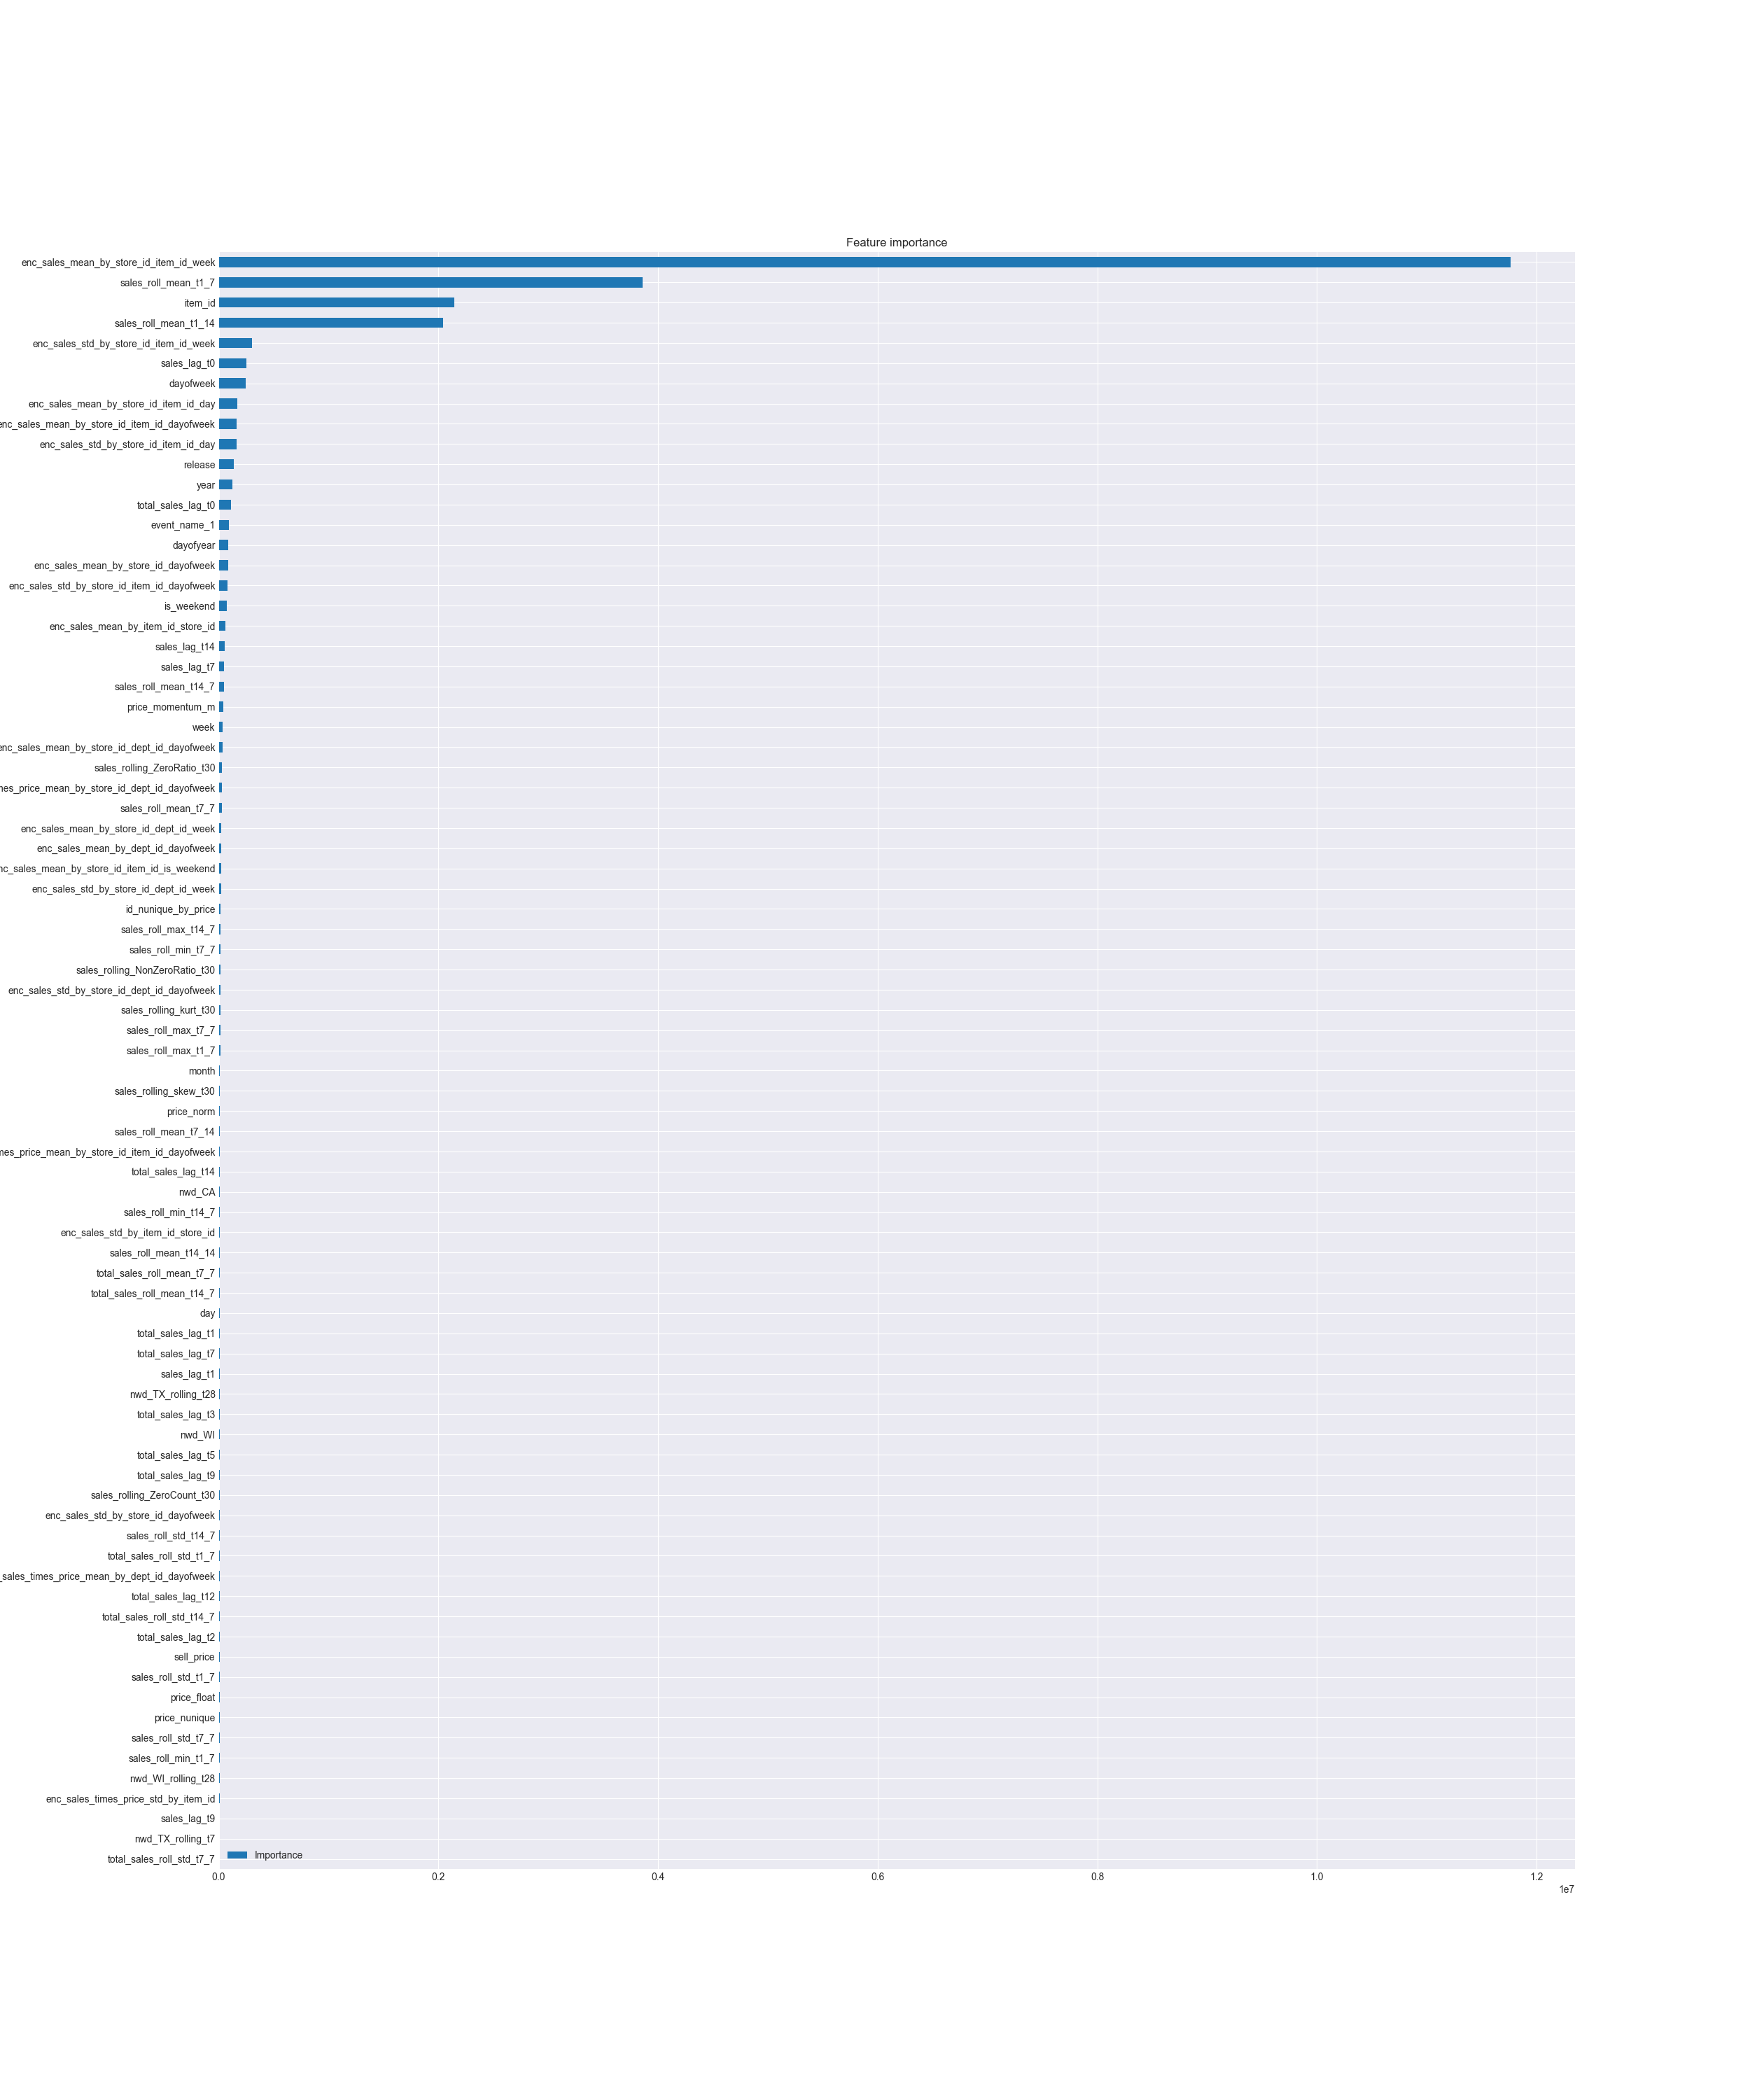 Feature importance
enc_sales_mean_by_store_id_item_id_week
sales_roll_mean_t1_7
item_id
sales_roll_mean_t1_14
enc_sales_std_by_store_id_item_id_week
sales_lag_t0
dayofweek
enc_sales_mean_by_store_id_item_id_day
enc_sales_mean_by_store_id_item_id_dayofweek
enc_sales_std_by_store_id_item_id_day
release
year
total_sales_lag_t0
event_name_1
dayofyear
enc_sales_mean_by_store_id_dayofweek
enc_sales_std_by_store_id_item_id_dayofweek
is_weekend
enc_sales_mean_by_item_id_store_id
sales_lag_t14
sales_lag_t7
sales_roll_mean_t14_7
price_momentum_m
week
enc_sales_mean_by_store_id_dept_id_dayofweek
sales_rolling_ZeroRatio_t30
mes_price_mean_by_store_id_dept_id_dayofweek
sales_roll_mean_t7_7
enc_sales_mean_by_store_id_dept_id_week
enc_sales_mean_by_dept_id_dayofweek
nc_sales_mean_by_store_id_item_id_is_weekend
enc_sales_std_by_store_id_dept_id_week
id_nunique_by_price
sales_roll_max_t14_7
sales_roll_min_t7_7
sales_rolling_NonZeroRatio_t30
enc_sales_std_by_store_id_dept_id_dayofweek
sales_rolling_kurt_t30
sales_roll_max_t7_7
sales_roll_max_t1_7
month
sales_rolling_skew_t30
price_norm
sales_roll_mean_t7_14
mes_price_mean_by_store_id_item_id_dayofweek
total_sales_lag_t14
nwd_CA
sales_roll_min_t14_7
enc_sales_std_by_item_id_store_id
sales_roll_mean_t14_14
total_sales_roll_mean_t7_7
total_sales_roll_mean_t14_7
day
total_sales_lag_t1
total_sales_lag_t7
sales_lag_t1
nwd_TX_rolling_t28
total_sales_lag_t3
nwd_WI
total_sales_lag_t5
total_sales_lag_t9
sales_rolling_ZeroCount_t30
enc_sales_std_by_store_id_dayofweek
sales_roll_std_t14_7
total_sales_roll_std_t1_7
_sales_times_price_mean_by_dept_id_dayofweek
total_sales_lag_t12
total_sales_roll_std_t14_7
total_sales_lag_t2
sell_price
sales_roll_std_t1_7
price_float
price_nunique
sales_roll_std_t7_7
sales_roll_min_t1_7
nwd_WI_rolling_t28
enc_sales_times_price_std_by_item_id
sales_lag_t9
nwd_TX_rolling_t7
total_sales_roll_std_t7_7
Importance
0.0 0.2 0.4 0.6 0.8 1.0 1.2
1e7